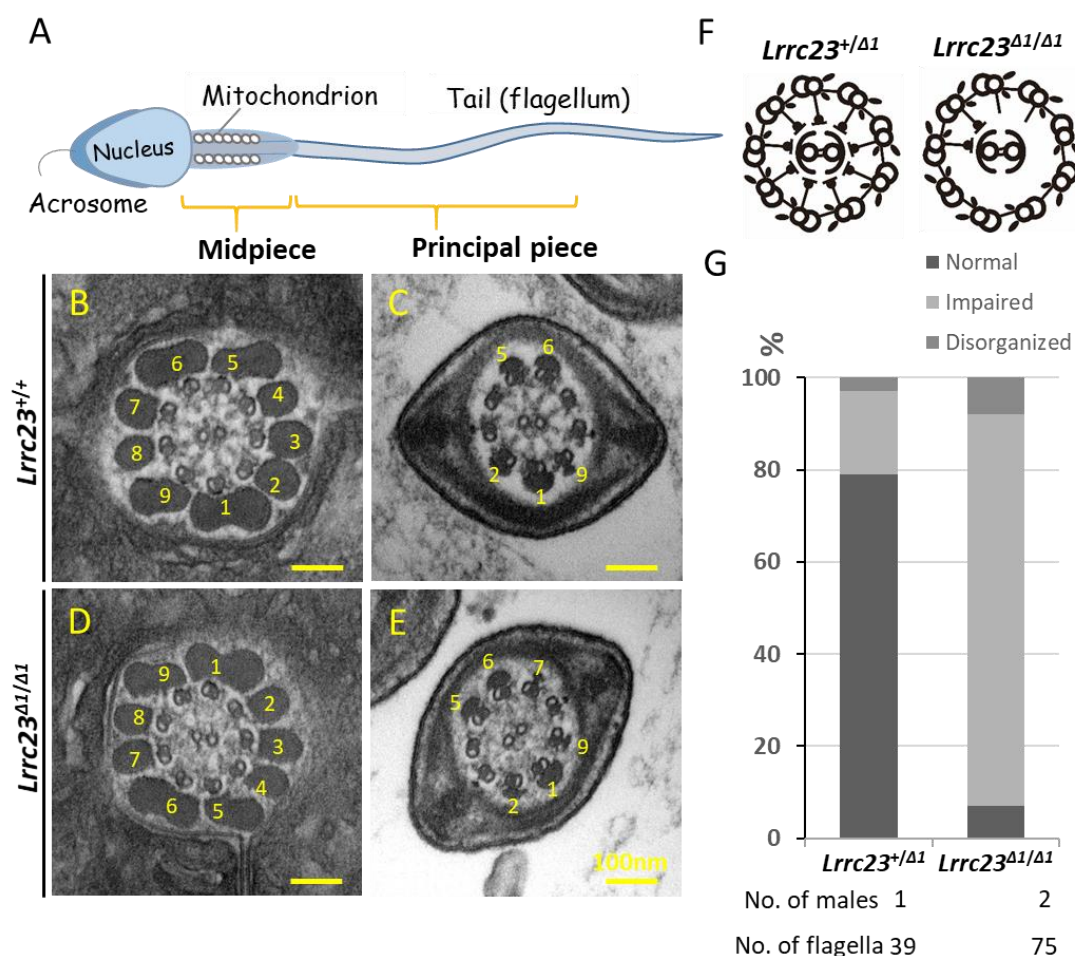 A
Mitochondrion
Tail (flagellum)
Nucleus
Acrosome
Midpiece
Principal piece
Lrrc23+/+
B
6 5
7 4
8 3
9 1 2
C
5 6
2 1 9
Lrrc23Δ1/Δ1
D
9 1
8 2
7 3
6 5 4
E
6 7
5
9
2 1
100nm
F
Lrrc23+/Δ1 Lrrc23Δ1/Δ1
G
Normal
Impaired
Disorganized
%
100
80
60
40
20
0
Lrrc23+/Δ1 Lrrc23Δ1/Δ1
No. of males 1 2
No. of flagella 39 75